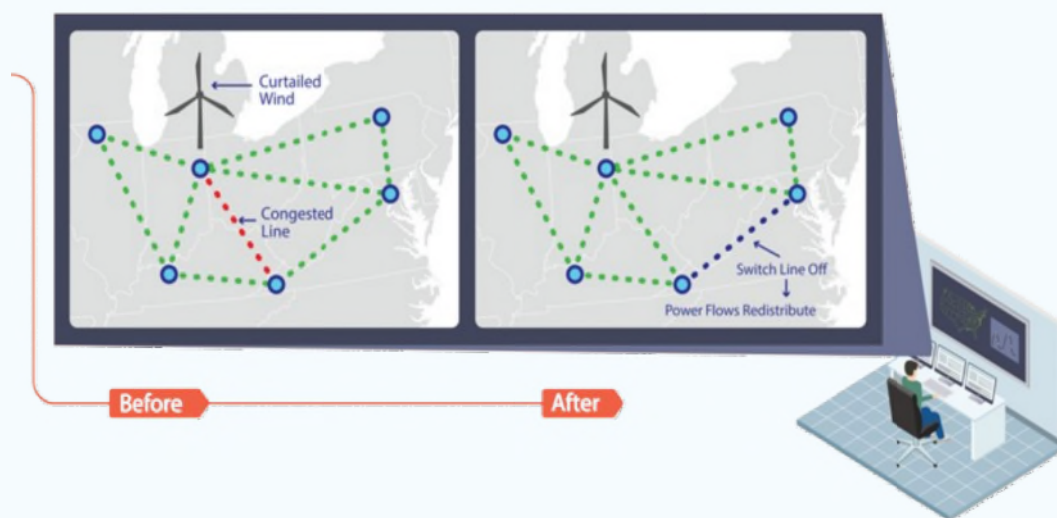 Curtailed
Wind
Congested
Line
Switch Line Off
Power Flows Redistribute
Before
After